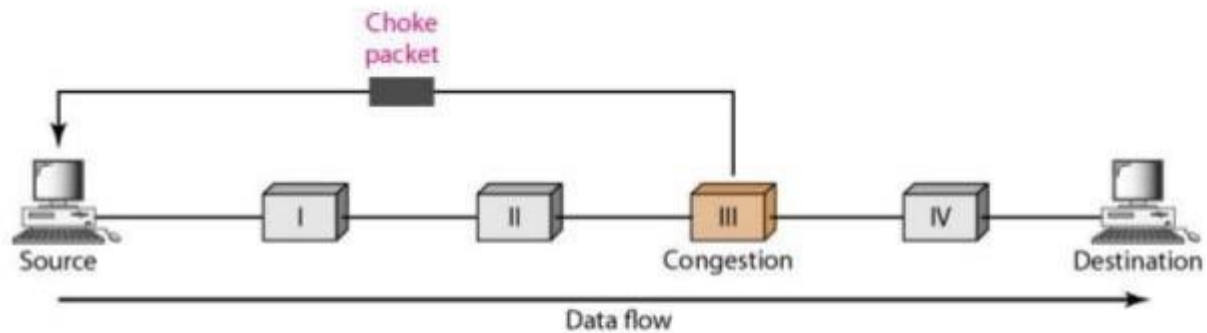 Choke
packet
I
II
III
IV
Source
Congestion
Destination
Data flow